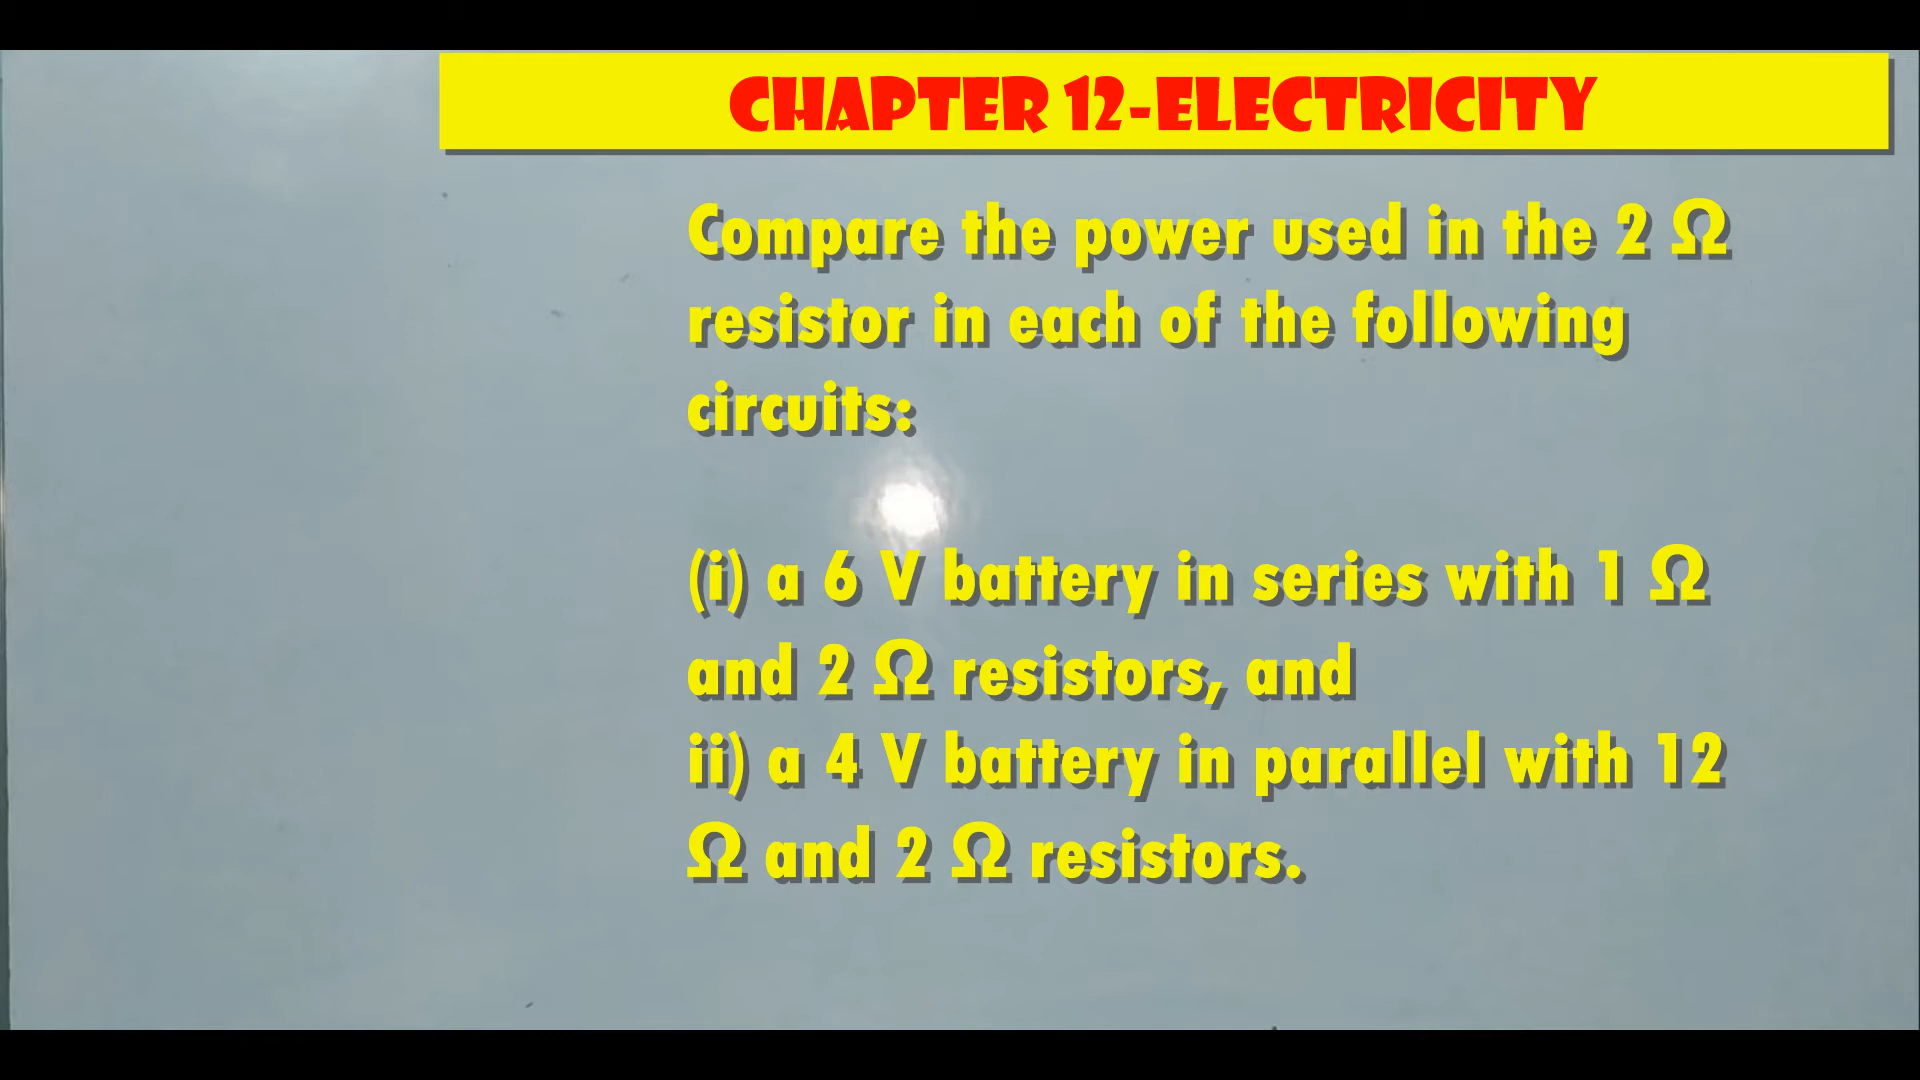 CHAPTER 12-ELECTRICITY
Compare the power used in the 2 Ω
resistor in each of the following
circuits:
(i) a 6 V battery in series with 1 Ω
and 2 Ω resistors, and
ii) a 4 V battery in parallel with 12
Ω and 2 Ω resistors.